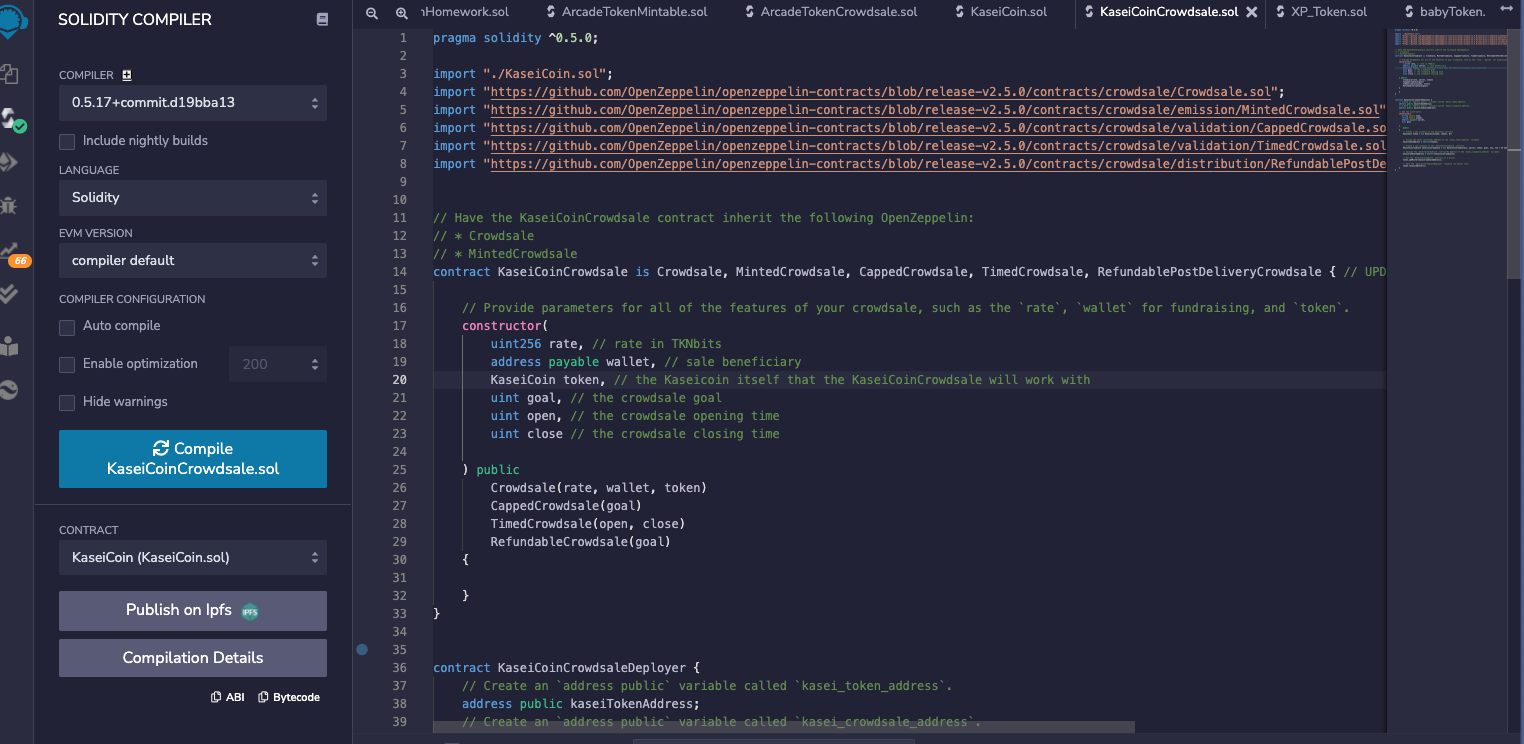 SOLIDITY COMPILER
COMPILER
0.5.17+commit.d19bba13
Include nightly builds
LANGUAGE
Solidity
EVM VERSION
compiler default
COMPILER CONFIGURATION
Auto compile
Enable optimization
200
Hide warnings
Compile
KaseiCoinCrowdsale.sol
CONTRACT
KaseiCoin (KaseiCoin.sol)
Publish on Ipfs IPFS
Compilation Details
ABI Bytecode
66
nHomework.sol ArcadeTokenMintable.sol ArcadeTokenCrowdsale.sol KaseiCoin.sol KaseiCoinCrowdsale.sol XP_Token.sol babyToken.
1 pragma solidity ^0.5.0;
2
3 import "./KaseiCoin.sol";
4 import "https://github.com/OpenZeppelin/openzeppelin-contracts/blob/release-v2.5.0/contracts/crowdsale/Crowdsale.sol";
5 import "https://github.com/OpenZeppelin/openzeppelin-contracts/blob/release-v2.5.0/contracts/crowdsale/emission/MintedCrowdsale.sol"
6 import "https://github.com/OpenZeppelin/openzeppelin-contracts/blob/release-v2.5.0/contracts/crowdsale/validation/CappedCrowdsale.so
7 import "https://github.com/OpenZeppelin/openzeppelin-contracts/blob/release-v2.5.0/contracts/crowdsale/validation/TimedCrowdsale.sol
8 import "https://github.com/OpenZeppelin/openzeppelin-contracts/blob/release-v2.5.0/contracts/crowdsale/distribution/RefundablePostDe
9
10
11 // Have the KaseiCoinCrowdsale contract inherit the following OpenZeppelin:
12 // * Crowdsale
13 // * MintedCrowdsale
14 contract KaseiCoinCrowdsale is Crowdsale, MintedCrowdsale, CappedCrowdsale, TimedCrowdsale, RefundablePostDeliveryCrowdsale { // UPD
15
16 // Provide parameters for all of the features of your crowdsale, such as the `rate`, `wallet` for fundraising, and `token`.
17 constructor(
18 uint256 rate, // rate in TKNbits
19 address payable wallet, // sale beneficiary
20 KaseiCoin token, // the Kaseicoin itself that the KaseiCoinCrowdsale will work with
21 uint goal, // the crowdsale goal
22 uint open, // the crowdsale opening time
23 uint close // the crowdsale closing time
24
25 ) public
26 Crowdsale(rate, wallet, token)
27 CappedCrowdsale(goal)
28 TimedCrowdsale(open, close)
29 RefundableCrowdsale(goal)
30 {
31
32 }
33 }
34
35
36 contract KaseiCoinCrowdsaleDeployer {
37 // Create an `address public` variable called `kasei_token_address`.
38 address public kaseiTokenAddress;
39 // Create an `address public` variable called `kasei_crowdsale_address`.